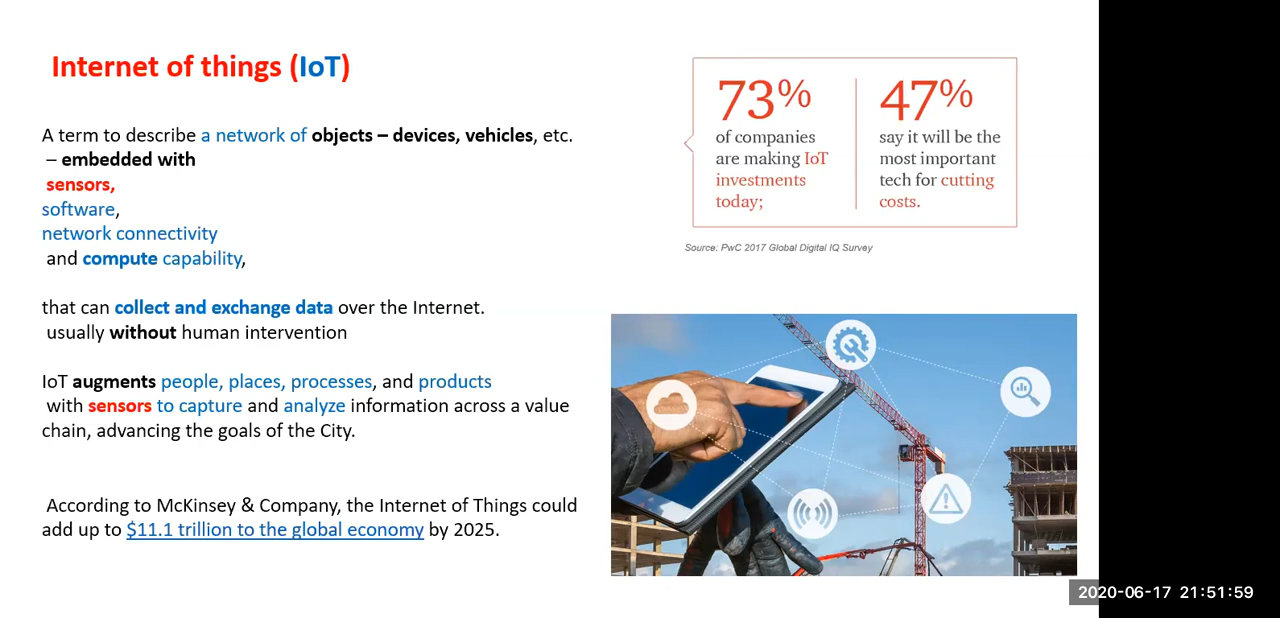 Internet of things (IoT)
A term to describe a network of objects – devices, vehicles, etc.
– embedded with
sensors,
software,
network connectivity
and compute capability,
that can collect and exchange data over the Internet.
usually without human intervention
IoT augments people, places, processes, and products
with sensors to capture and analyze information across a value
chain, advancing the goals of the City.
According to McKinsey & Company, the Internet of Things could
add up to $11.1 trillion to the global economy by 2025.
73%
of companies
are making IoT
investments
today;
47%
say it will be the
most important
tech for cutting
costs.
Source: PwC 2017 Global Digital IQ Survey
2020-06-17 21:51:59